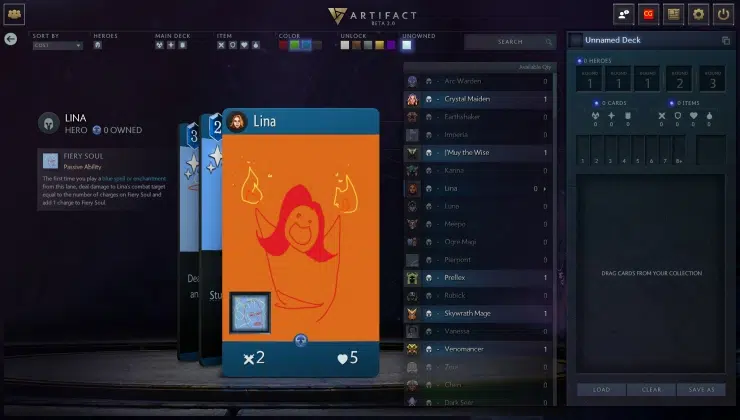 ARTIFACT
BETA 2.0
SORT BY
HEROES
MAIN DECK
ITEM
COLOR
UNLOCK
UNOWNED
SEARCH
CG
Unnamed Deck
Available Qty
LINA
HERO 0 OWNED
FIERY SOUL
Passive Ability
The first time you play a blue spell or enchantment
from this lane, deal damage to Lina's combat target
equal to the number of charges on Fiery Soul and
add 1 charge to Fiery Soul.
3
2
Lina
De
an
Stu
2
5
Arc Warden 0
Crystal Maiden 1
Earthshaker 0
Imperia 0
J'Muy the Wise 1
Kanna 0
Lina 0
Luna 0
Meepo 0
Ogre Magi 0
Pierpont 0
Prellex 1
Rubick 0
Skywrath Mage 1
Vanessa 0
Venomancer 1
Zeus 0
Chen 0
Dark Seer 0
0 HEROES
ROUND ROUND ROUND ROUND ROUND
1 1 1 2 3
0 CARDS 0 ITEMS
0 0 0 0 0 0 0
1 2 3 4 5 6 7 8+
DRAG CARDS FROM YOUR COLLECTION
LOAD CLEAR SAVE AS